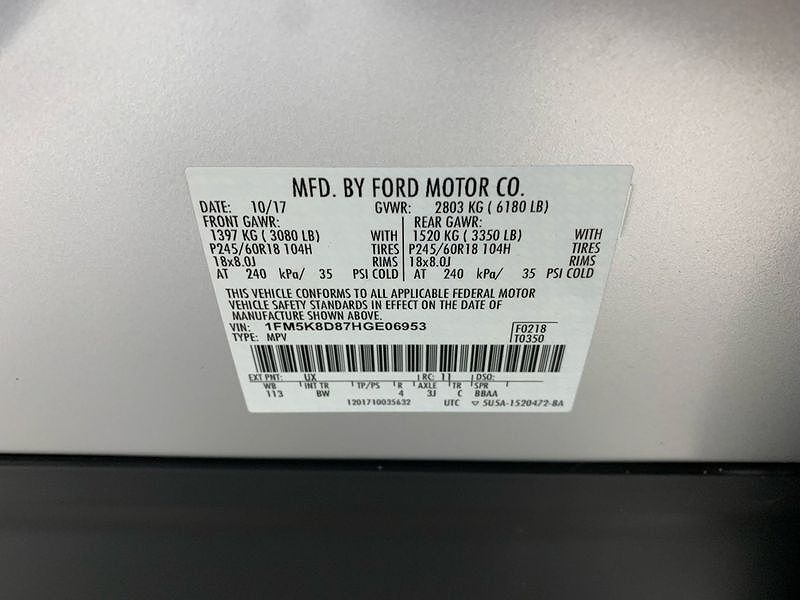 MFD. BY FORD MOTOR CO.
DATE: 10/17 GVWR: 2803 KG ( 6180 LB)
FRONT GAWR: REAR GAWR:
1397 KG ( 3080 LB) WITH 1520 KG ( 3350 LB) WITH
P245/60R18 104H TIRES P245/60R18 104H TIRES
18x8.0J RIMS 18x8.0J RIMS
AT 240 kPa/ 35 PSI COLD AT 240 kPa/ 35 PSI COLD
THIS VEHICLE CONFORMS TO ALL APPLICABLE FEDERAL MOTOR
VEHICLE SAFETY STANDARDS IN EFFECT ON THE DATE OF
MANUFACTURE SHOWN ABOVE.
VIN: 1FM5K8D87HGE06953 F0218
TYPE: MPV T0350
EXT PNT: UX RC: 11 DSO:
WB INT TR TP/PS R AXLE TR SPR
113 BW 4 3J C BBAA
1201710035632 UTC ▽ 5U5A-1520472-BA